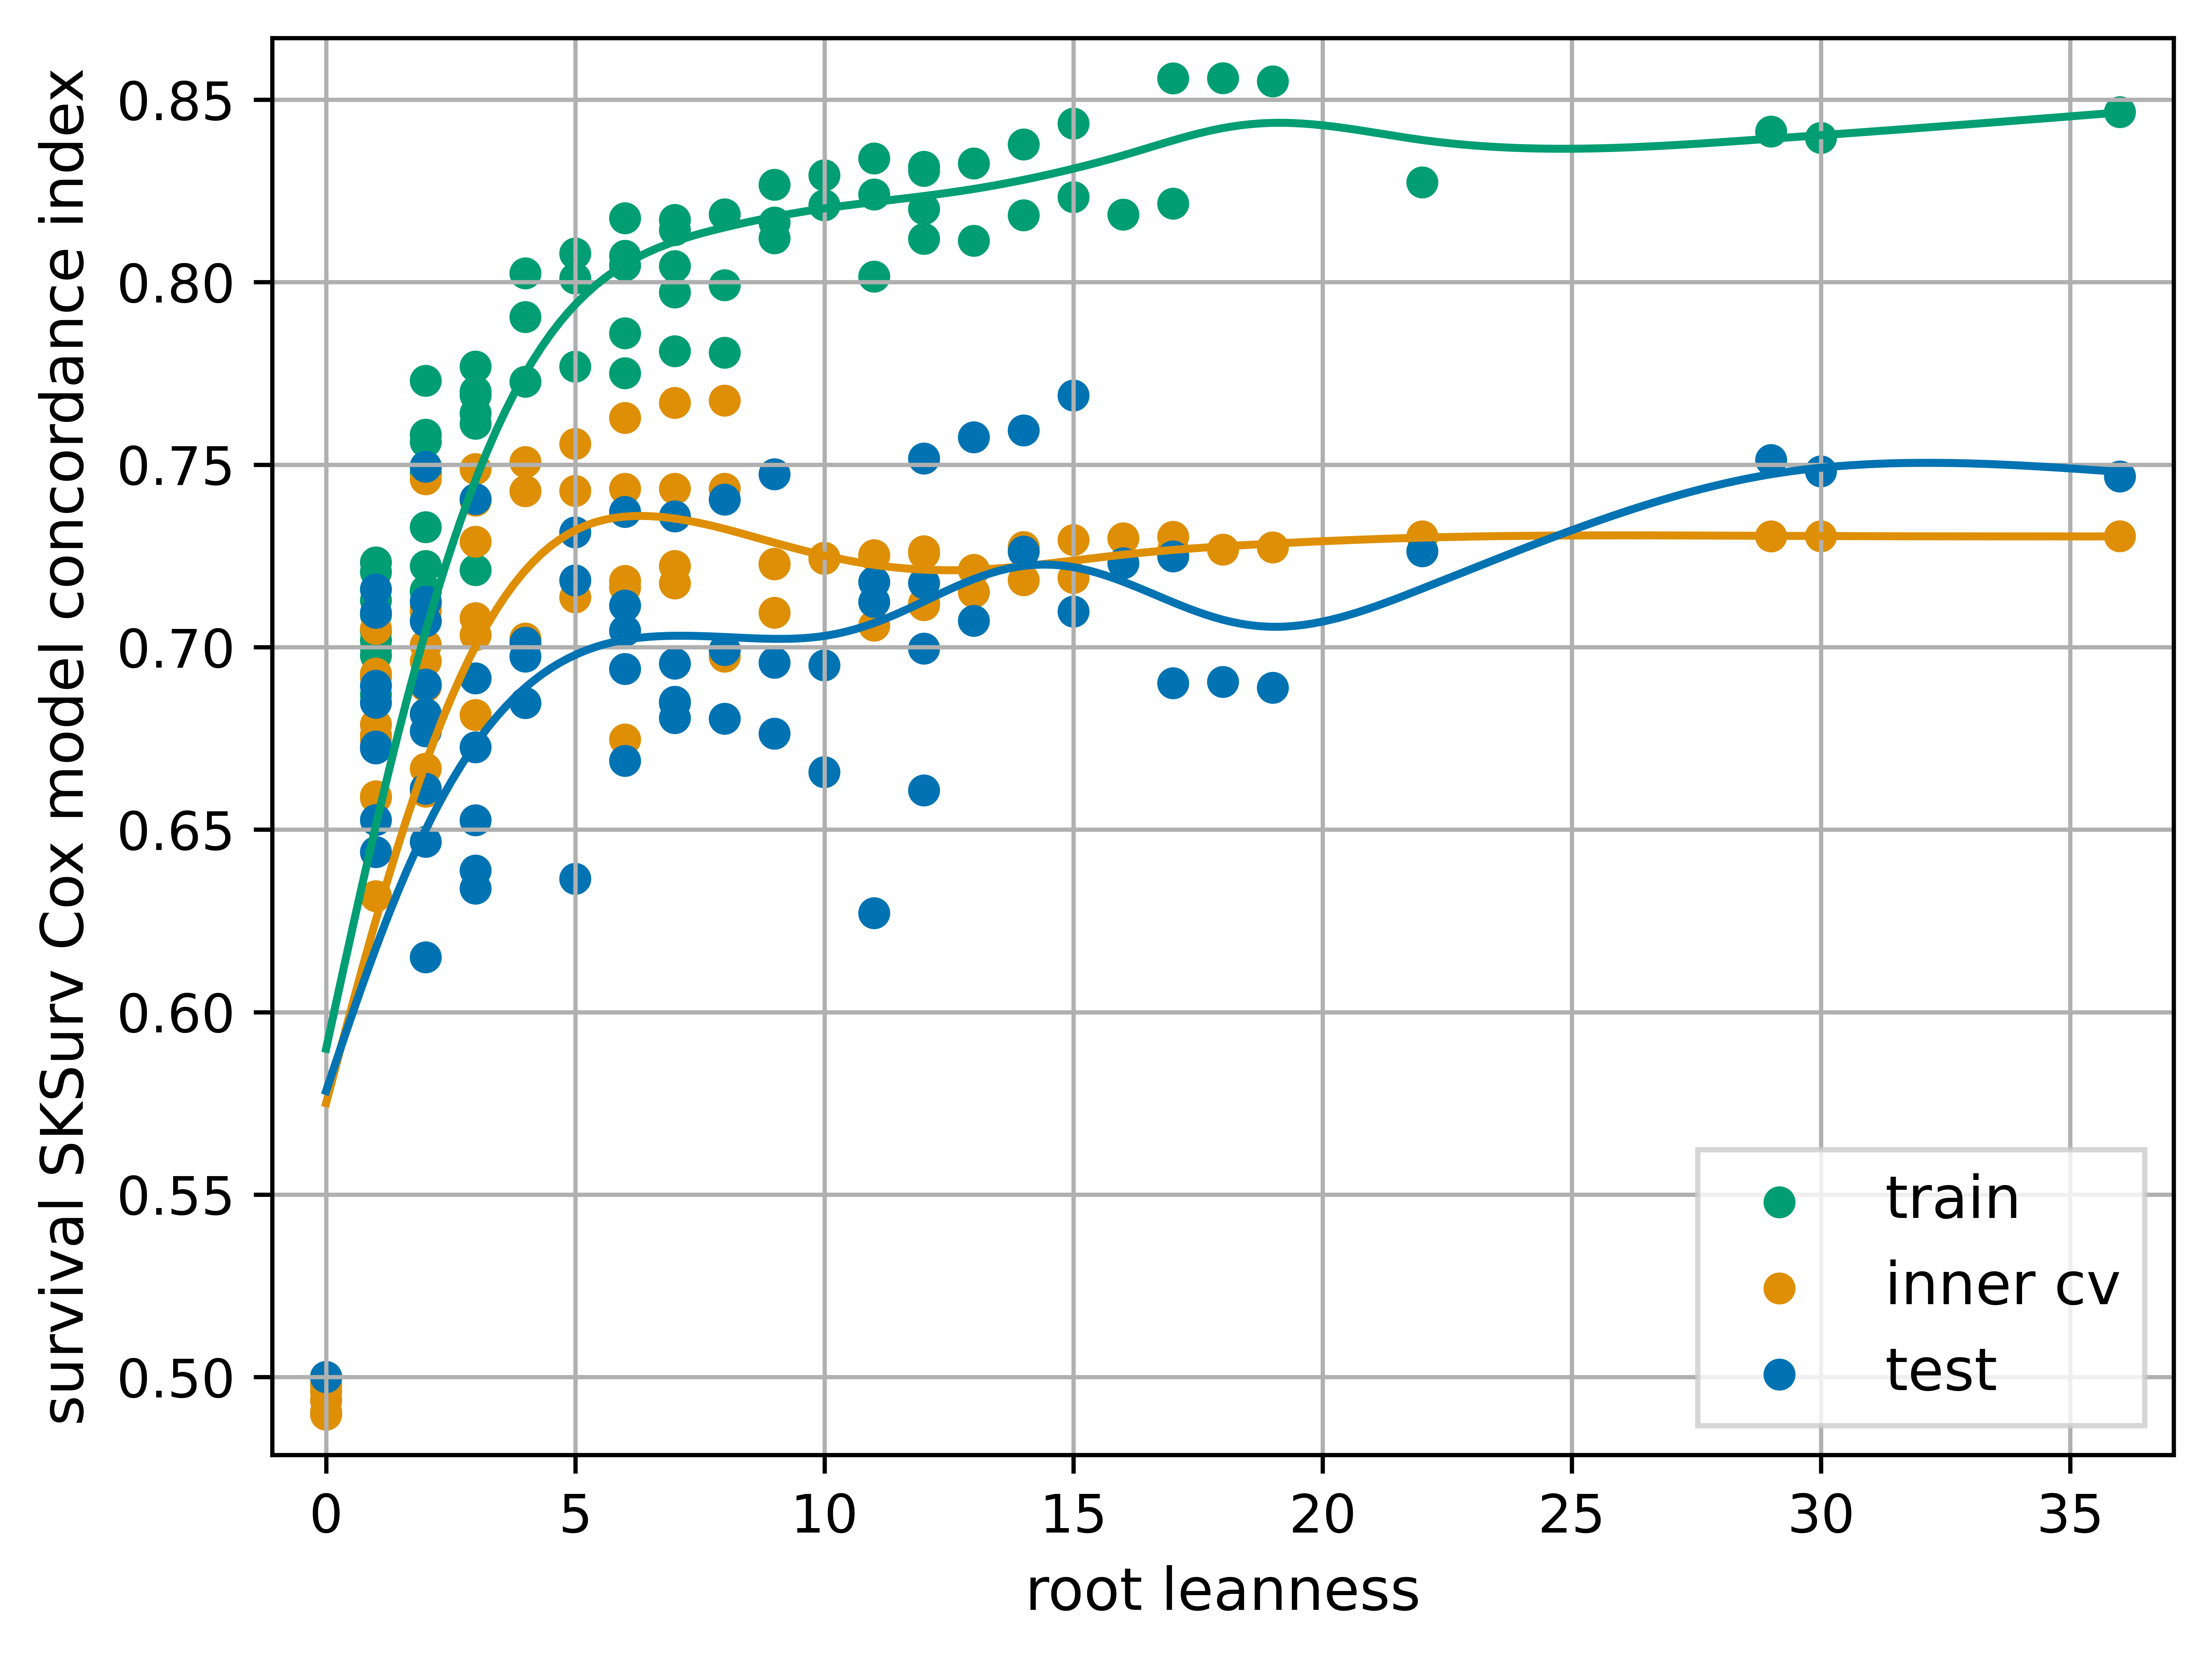 survival SKSurv Cox model concordance index
0.85
0.80
0.75
0.70
0.65
0.60
0.55
0.50
train
inner cv
test
0 5 10 15 20 25 30 35
root leanness